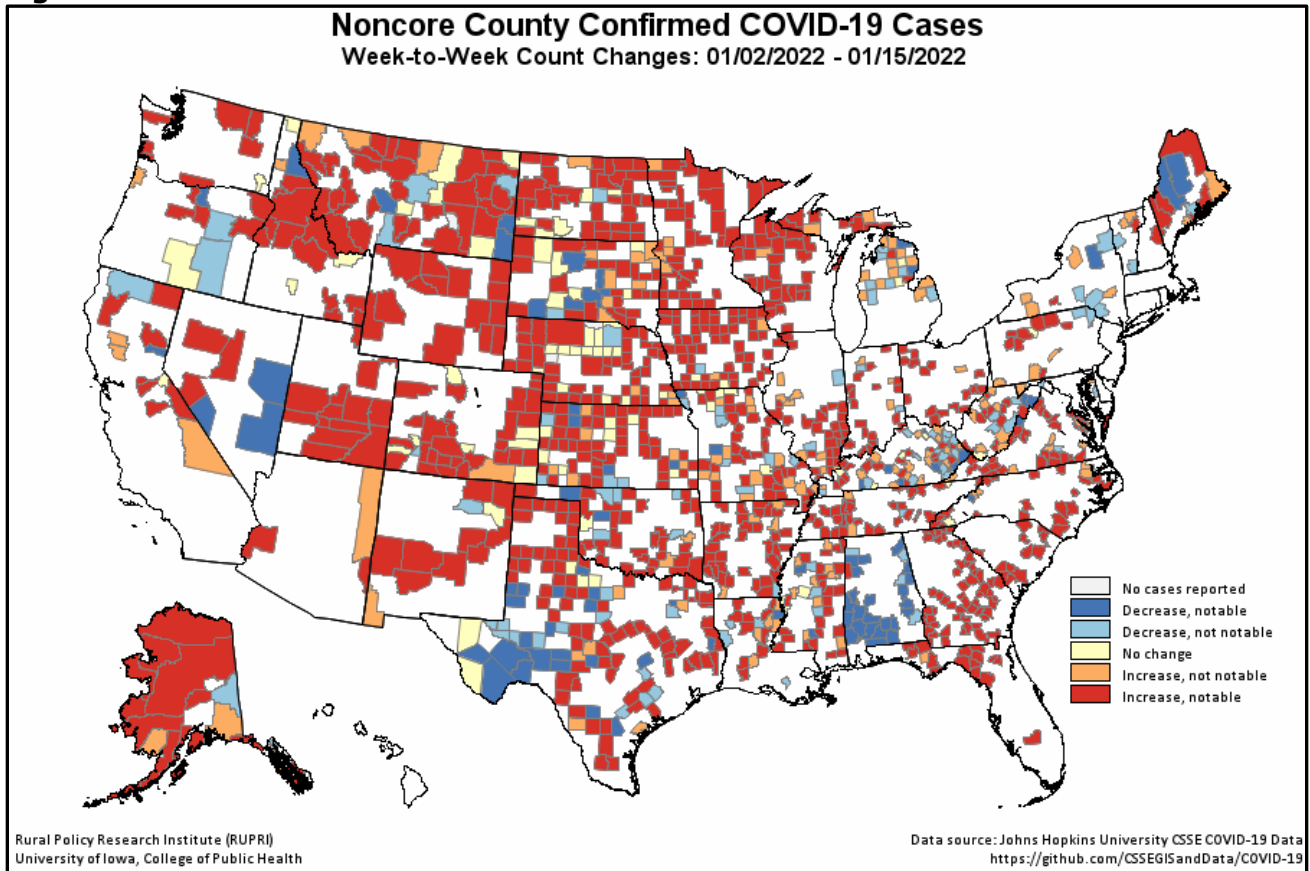 Noncore County Confirmed COVID-19 Cases
Week-to-Week Count Changes: 01/02/2022 - 01/15/2022
No cases reported
Decrease, notable
Decrease, not notable
No change
Increase, not notable
Increase, notable
Rural Policy Research Institute (RUPRI)
University of Iowa, College of Public Health
Data source: Johns Hopkins University CSSE COVID-19 Data
https://github.com/CSSEGISandData/COVID-19